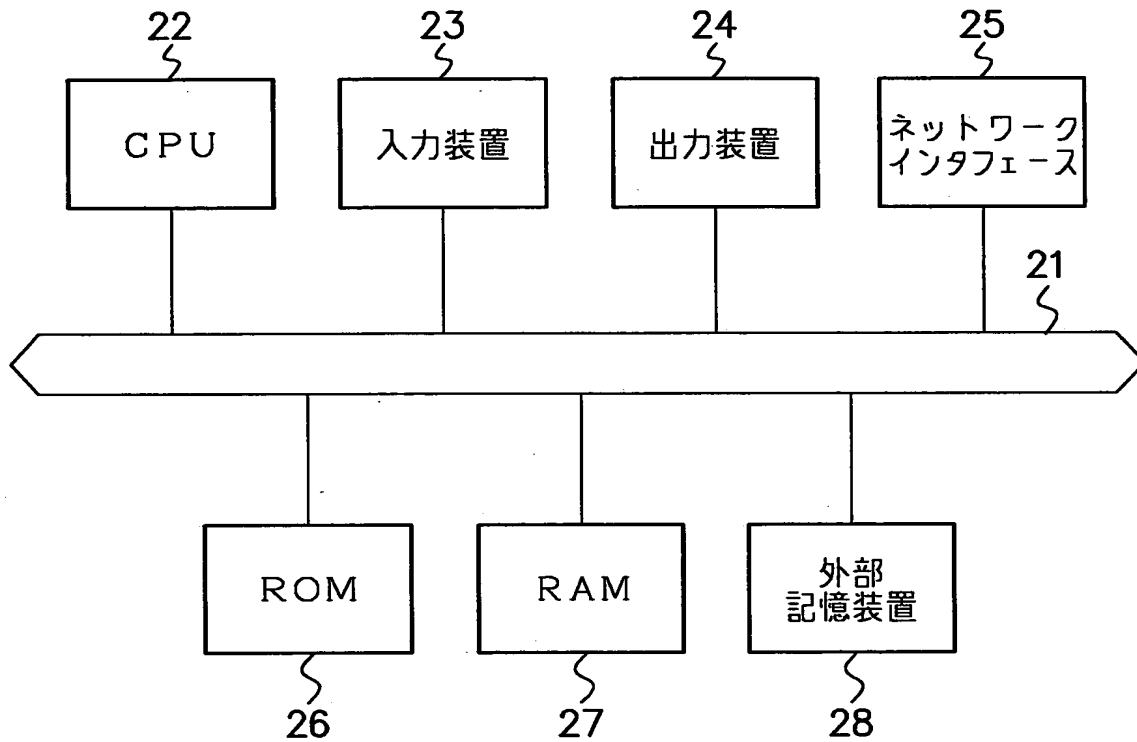 22
23
24
25
CPU
入力装置
出力装置
ネットワーク
インタフェース
21
ROM
RAM
外部
記憶装置
26
27
28